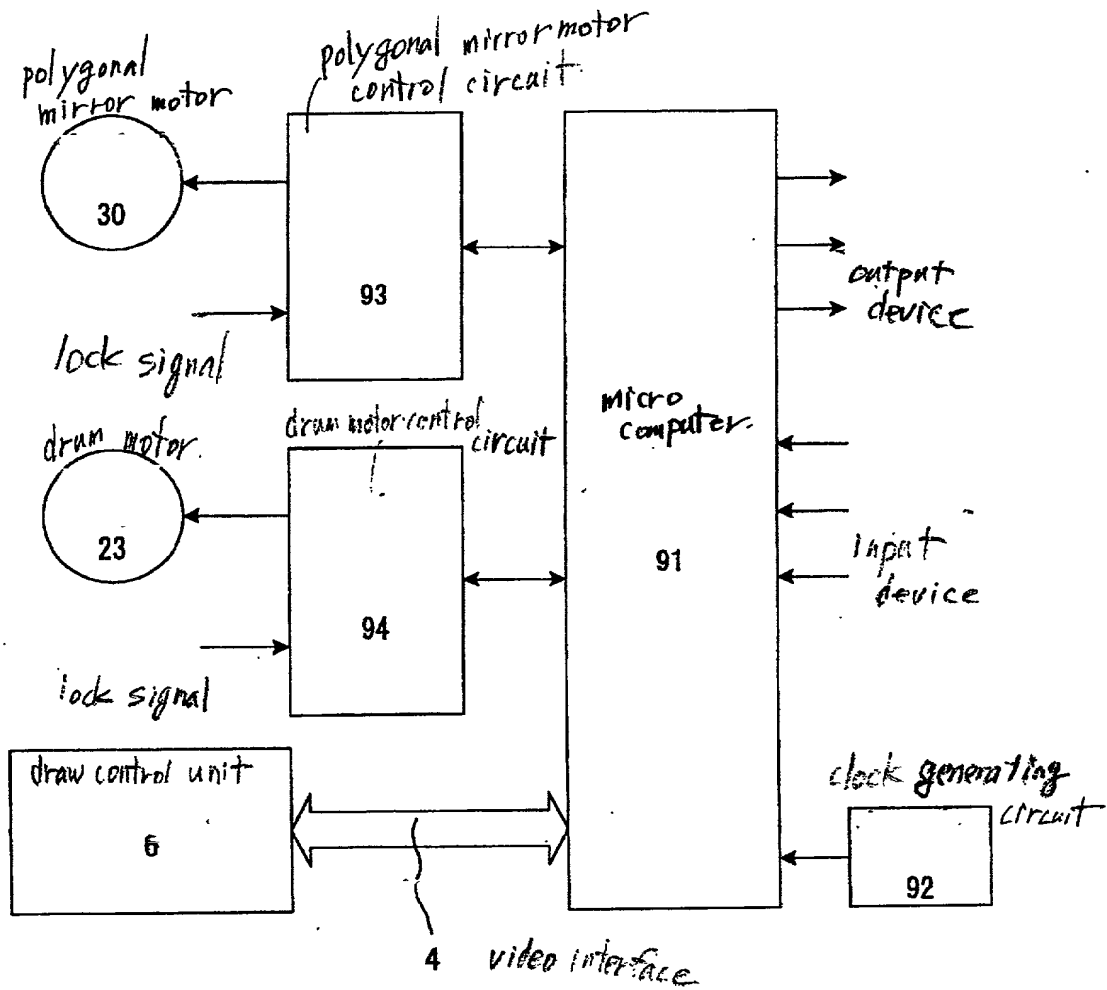 polygonal
mirror motor
30
polygonal mirror motor
control circuit
93
lock signal
drum motor.
23
drum motor control
circuit
94
lock signal
draw control unit
6
4 video interface
micro
computer.
91
output
device
input
device
clock generating
circuit
92